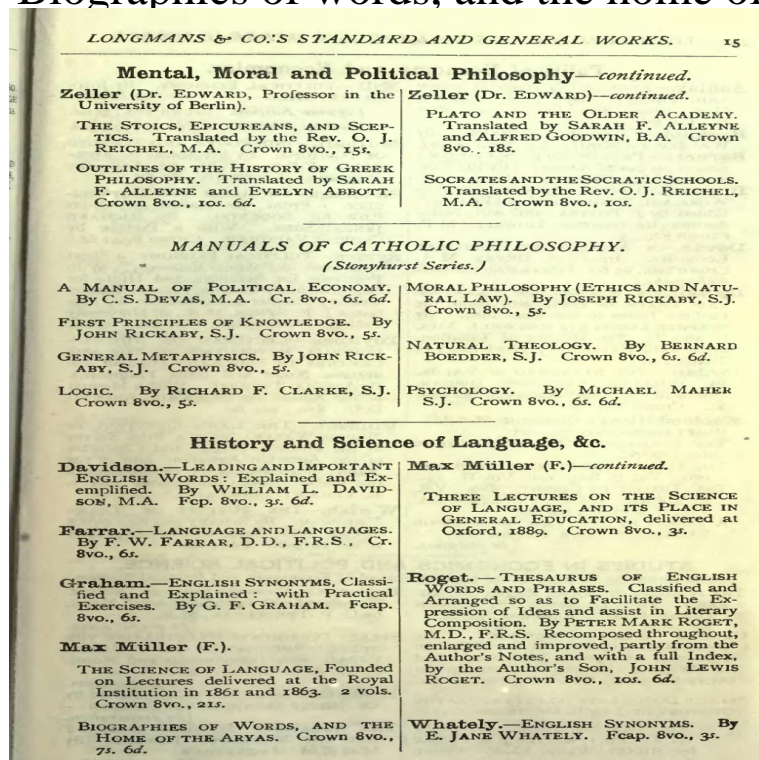 Biographies of words, and the home of
LONGMANS & CO.'S STANDARD AND GENERAL WORKS. 15
Mental, Moral and Political Philosophy—continued.
Zeller (Dr. EDWARD, Professor in the
University of Berlin).
THE STOICS, EPICUREANS, AND SCEP-
TICS. Translated by the Rev. O. J.
REICHEL, M.A. Crown 8vo., 15s.
OUTLINES OF THE HISTORY OF GREEK
PHILOSOPHY. Translated by SARAH
F. ALLEYNE and EVELYN ABBOTT.
Crown 8vo., 10s. 6d.
Zeller (Dr. EDWARD)—continued.
PLATO AND THE OLDER ACADEMY.
Translated by SARAH F. ALLEYNE
and ALFRED GOODWIN, B.A. Crown
8vo., 18s.
SOCRATES AND THE SOCRATIC SCHOOLS.
Translated by the Rev. O. J. REICHEL,
M.A. Crown 8vo., 10s.
MANUALS OF CATHOLIC PHILOSOPHY.
(Stonyhurst Series.)
A MANUAL OF POLITICAL ECONOMY.
By C. S. DEVAS, M.A. Cr. 8vo., 6s. 6d.
FIRST PRINCIPLES OF KNOWLEDGE. By
JOHN RICKABY, S.J. Crown 8vo., 5s.
GENERAL METAPHYSICS. By JOHN RICK-
ABY, S.J. Crown 8vo., 5s.
LOGIC. By RICHARD F. CLARKE, S.J.
Crown 8vo., 5s.
MORAL PHILOSOPHY (ETHICS AND NATU-
RAL LAW). By JOSEPH RICKABY, S.J.
Crown 8vo., 5s.
NATURAL THEOLOGY. By BERNARD
BOEDDER, S.J. Crown 8vo., 6s. 6d.
PSYCHOLOGY. By MICHAEL MAHER
S.J. Crown 8vo., 6s. 6d.
History and Science of Language, &c.
Davidson.—LEADING AND IMPORTANT
ENGLISH WORDS: Explained and Ex-
emplified. By WILLIAM L. DAVID-
SON, M.A. Fcp. 8vo., 3s. 6d.
Farrar.—LANGUAGE AND LANGUAGES.
By F. W. FARRAR, D.D., F.R.S., Cr.
8vo., 6s.
Graham.—ENGLISH SYNONYMS, Classi-
fied and Explained: with Practical
Exercises. By G. F. GRAHAM. Fcap.
8vo., 6s.
Max Müller (F.).
THE SCIENCE OF LANGUAGE, Founded
on Lectures delivered at the Royal
Institution in 1861 and 1863. 2 vols.
Crown 8vo., 21s.
BIOGRAPHIES OF WORDS, AND THE
HOME OF THE ARYAS. Crown 8vo.,
7s. 6d.
Max Müller (F.)—continued.
THREE LECTURES ON THE SCIENCE
OF LANGUAGE, AND ITS PLACE IN
GENERAL EDUCATION, delivered at
Oxford, 1889. Crown 8vo., 3s.
Roget.—THESAURUS OF ENGLISH
WORDS AND PHRASES. Classified and
Arranged so as to Facilitate the Ex-
pression of Ideas and assist in Literary
Composition. By PETER MARK ROGET,
M.D., F.R.S. Recomposed throughout,
enlarged and improved, partly from the
Author's Notes, and with a full Index,
by the Author's Son, JOHN LEWIS
ROGET. Crown 8vo., 10s. 6d.
Whately.—ENGLISH SYNONYMS. By
E. JANE WHATELY. Fcap. 8vo., 3s.